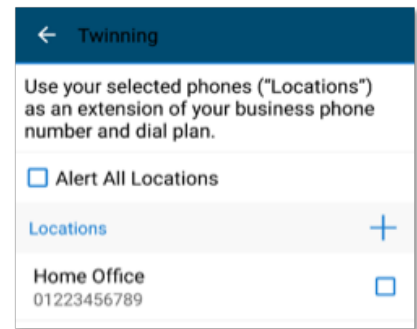 Twinning
Use your selected phones ("Locations")
as an extension of your business phone
number and dial plan.
Alert All Locations
Locations
Home Office
01223456789